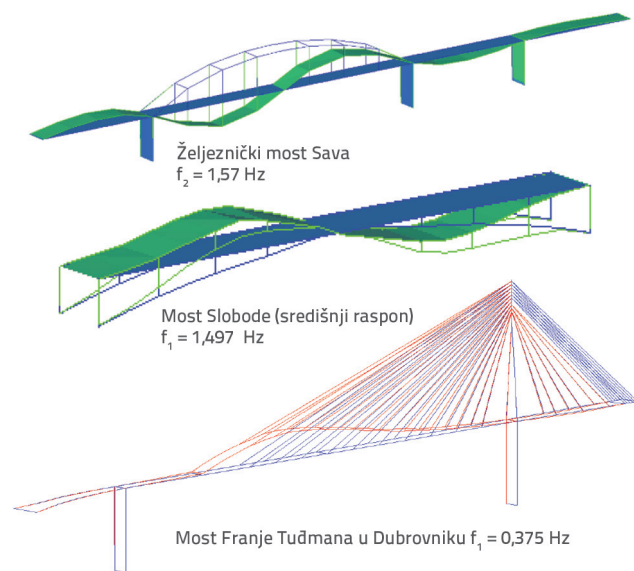 Željeznički most Sava
f₂ = 1,57 Hz
Most Slobode (središnji raspon)
f₁ = 1,497 Hz
Most Franje Tuđmana u Dubrovniku f₁ = 0,375 Hz